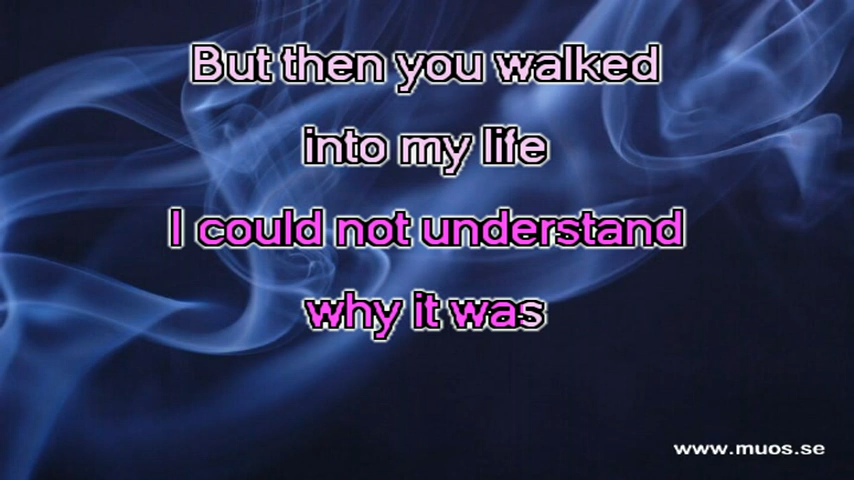 But then you walked
into my life
I could not understand
why it was
www.muos.se